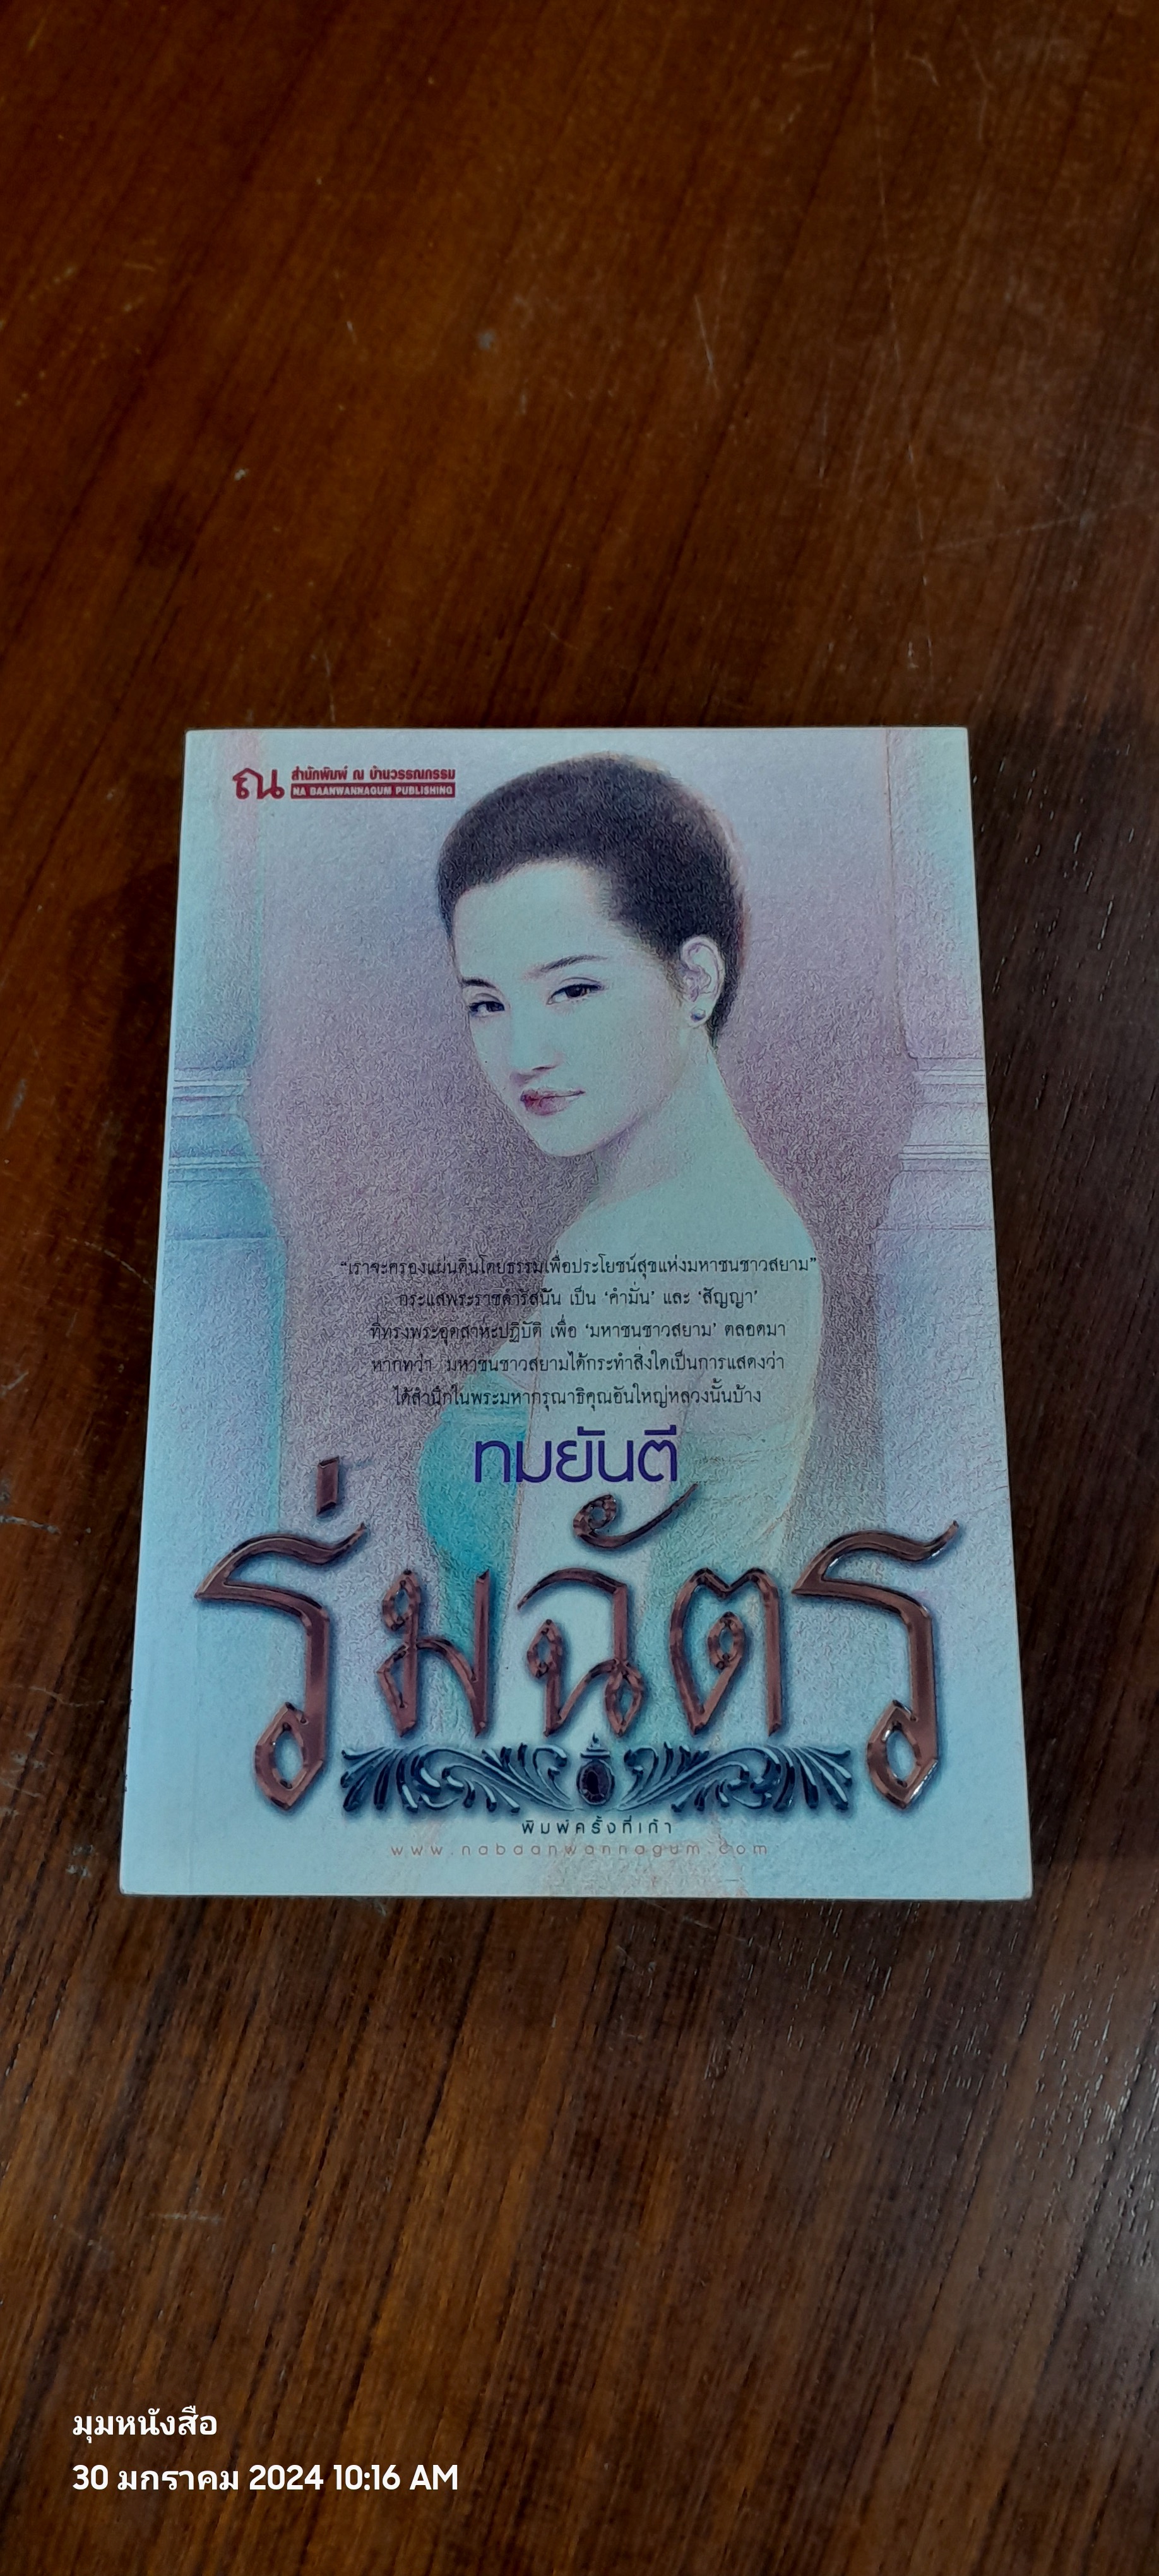 ณ สำนักพิมพ์ ณ บ้านวรรณกรรม
NA BAANWANNAGUM PUBLISHING
“เราจะครองแผ่นดินโดยธรรมเพื่อประโยชน์สุขแห่งมหาชนชาวสยาม”
กระแสพระราชดำรัสนั้น เป็น ‘คำมั่น’ และ ‘สัญญา’
ที่ทรงพระอุตสาหะปฏิบัติ เพื่อ ‘มหาชนชาวสยาม’ ตลอดมา
หากทว่า มหาชนชาวสยามได้กระทำสิ่งใดเป็นการแสดงว่า
ได้สำนึกในพระมหากรุณาธิคุณอันใหญ่หลวงนั้นบ้าง
ทมยันตี
ร่มฉัตร
พิมพ์ครั้งที่เก้า
www.nabaanwannagum.com
มุมหนังสือ
30 มกราคม 2024 10:16 AM